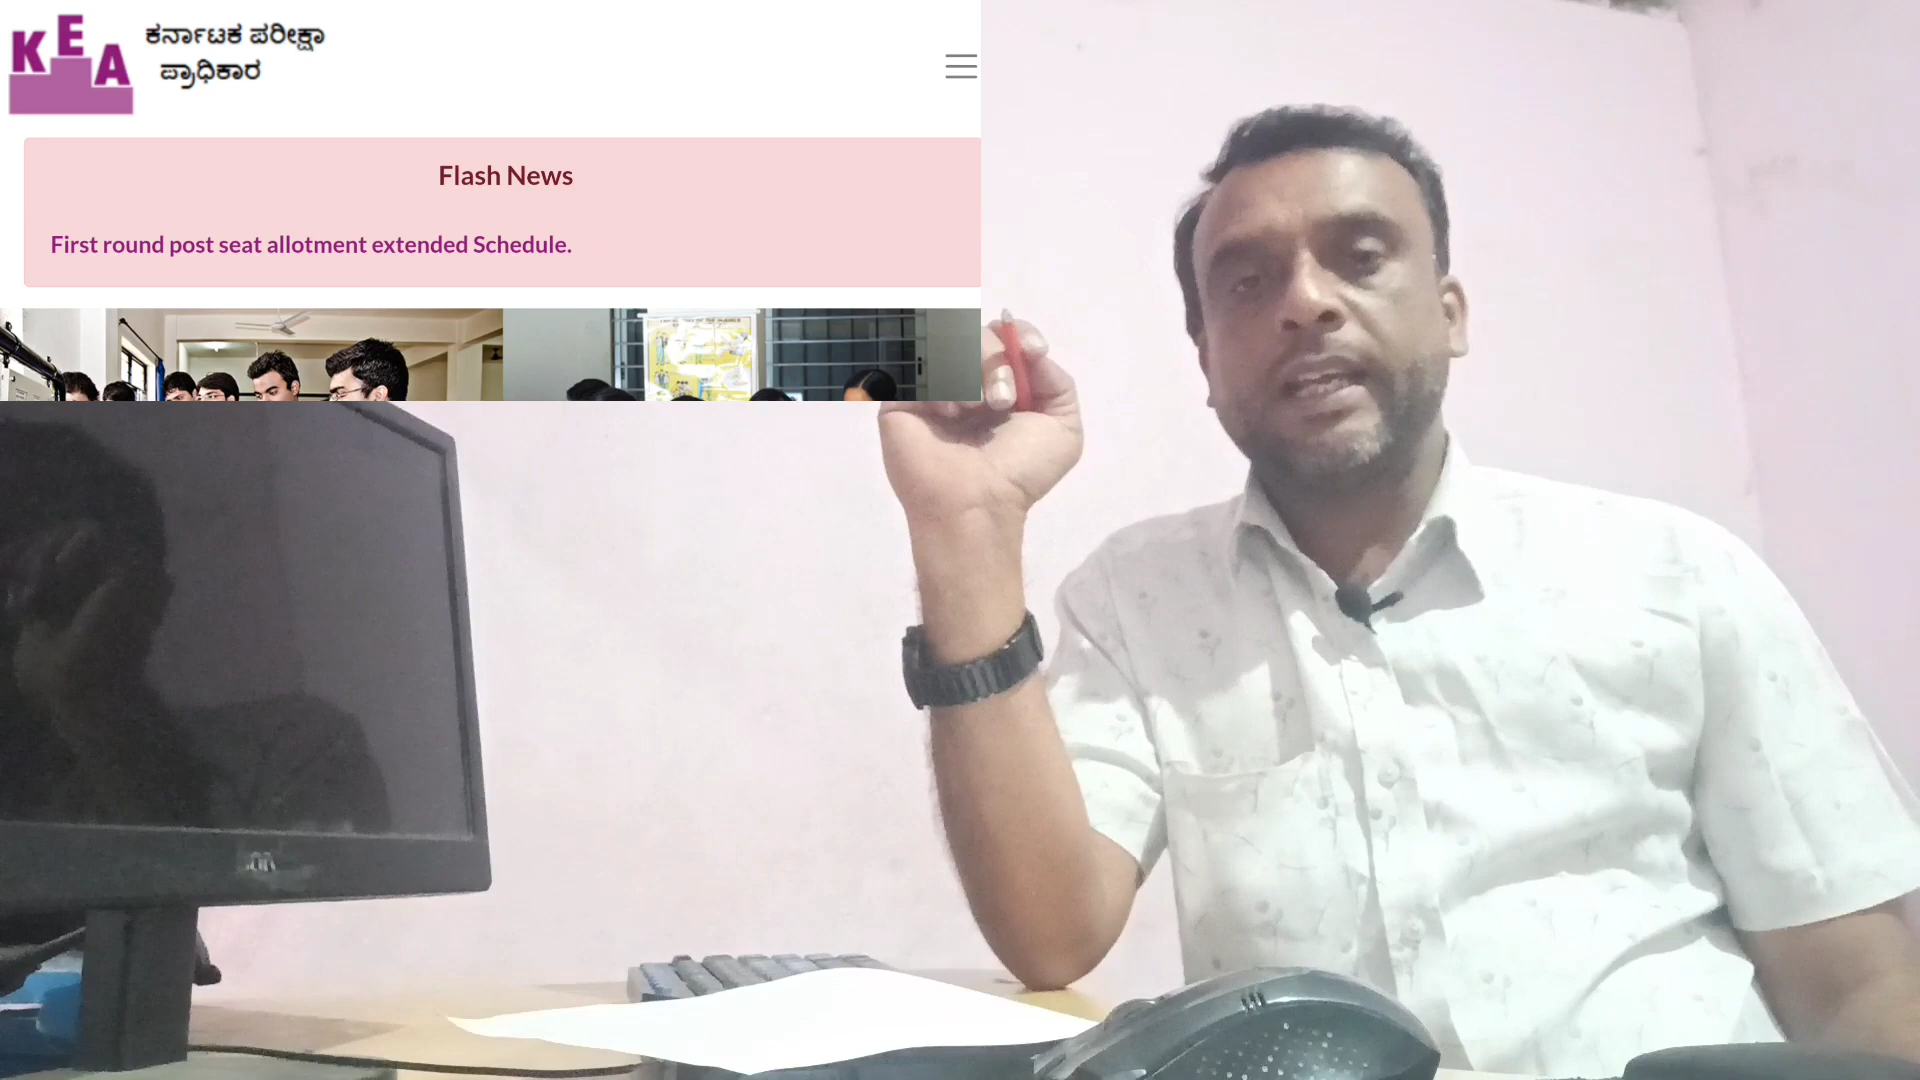 KEA
ಕರ್ನಾಟಕ ಪರೀಕ್ಷಾ
ಪ್ರಾಧಿಕಾರ
Flash News
First round post seat allotment extended Schedule.